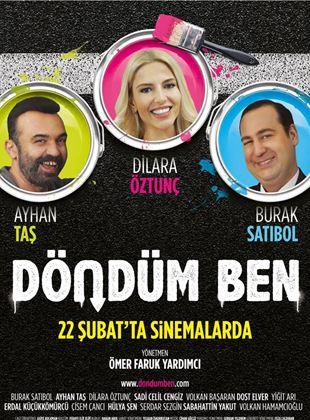 DİLARA
ÖZTUNÇ
AYHAN
TAŞ
BURAK
SATIBOL
DÖNDÜM BEN
22 ŞUBAT'TA SİNEMALARDA
YÖNETMEN
ÖMER FARUK YARDIMCI
www.dondumben.com
BURAK SATIBOL AYHAN TAŞ DİLARA ÖZTUNÇ SADİ CELİL CENGİZ VOLKAN BAŞARAN DOST ELVER YİĞİT ARI
ERDAL KÜÇÜKKÖMÜRCÜ ÇİSEM ÇANCI HÜLYA ŞEN SERDAR SEZGİN SABAHATTİN YAKUT VOLKAN HAMAMCIOĞLU